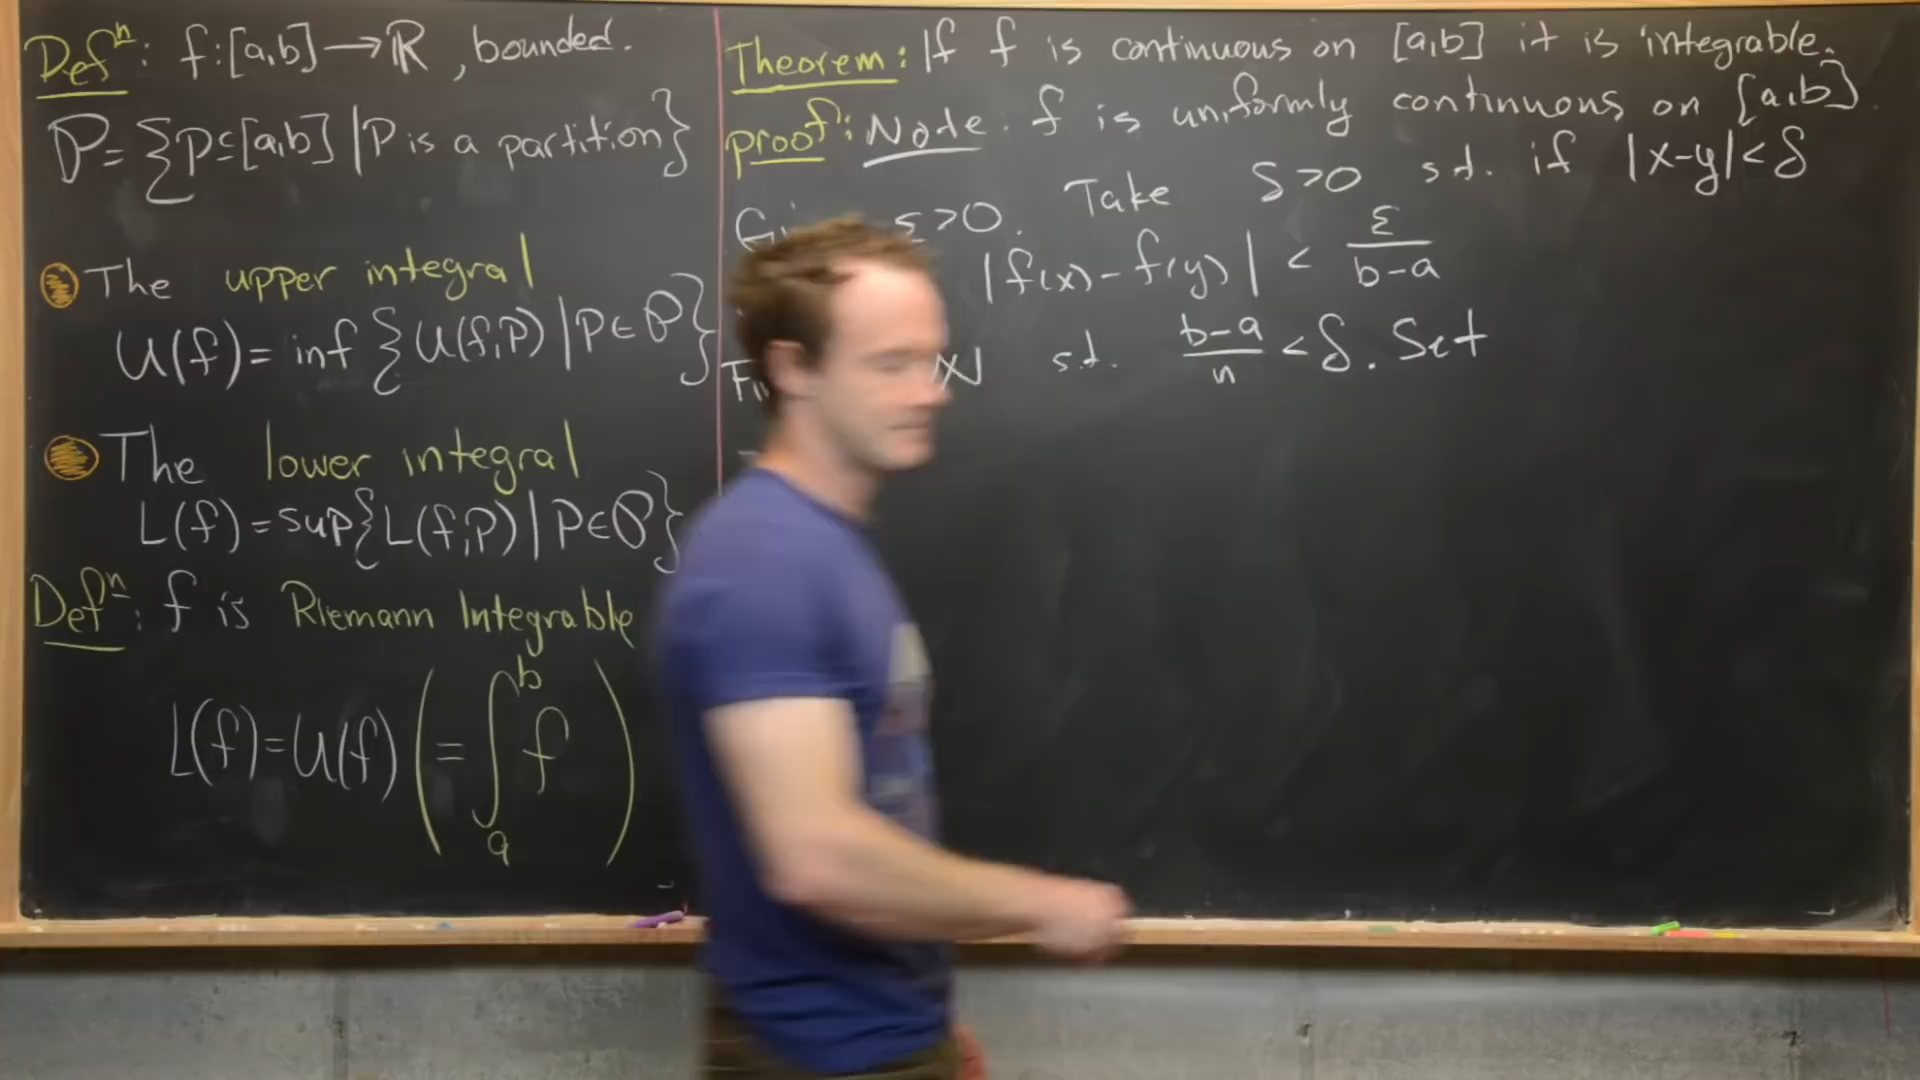 Defⁿ: f:[a,b]→ℝ, bounded.
𝒫={P⊆[a,b] | P is a partition}
The upper integral
U(f)= inf {U(f,P) | P∈𝒫}
The lower integral
L(f)=sup{L(f,P) | P∈𝒫}
Defⁿ: f is Riemann Integrable
L(f)=U(f) (= ∫_a^b f )
Theorem: If f is continuous on [a,b] it is integrable.
proof: Note: f is uniformly continuous on [a,b].
ε>0. Take δ>0 s.t. if |x-y|<δ
|f(x)-f(y)| < ε/(b-a)
s.t. (b-a)/n <δ. Set